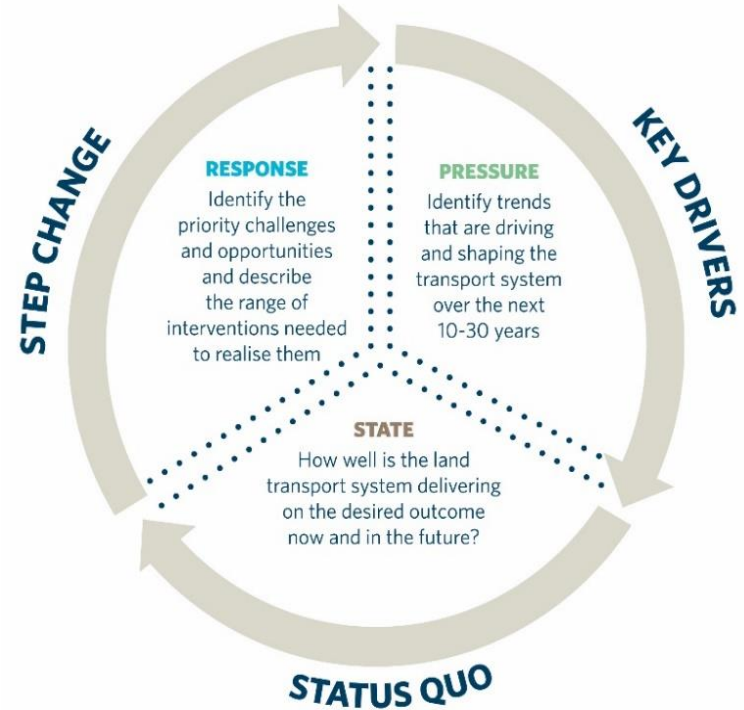 STEP CHANGE
RESPONSE
Identify the
priority challenges
and opportunities
and describe
the range of
interventions needed
to realise them
PRESSURE
Identify trends
that are driving
and shaping the
transport system
over the next
10-30 years
KEY DRIVERS
STATE
How well is the land
transport system delivering
on the desired outcome
now and in the future?
STATUS QUO